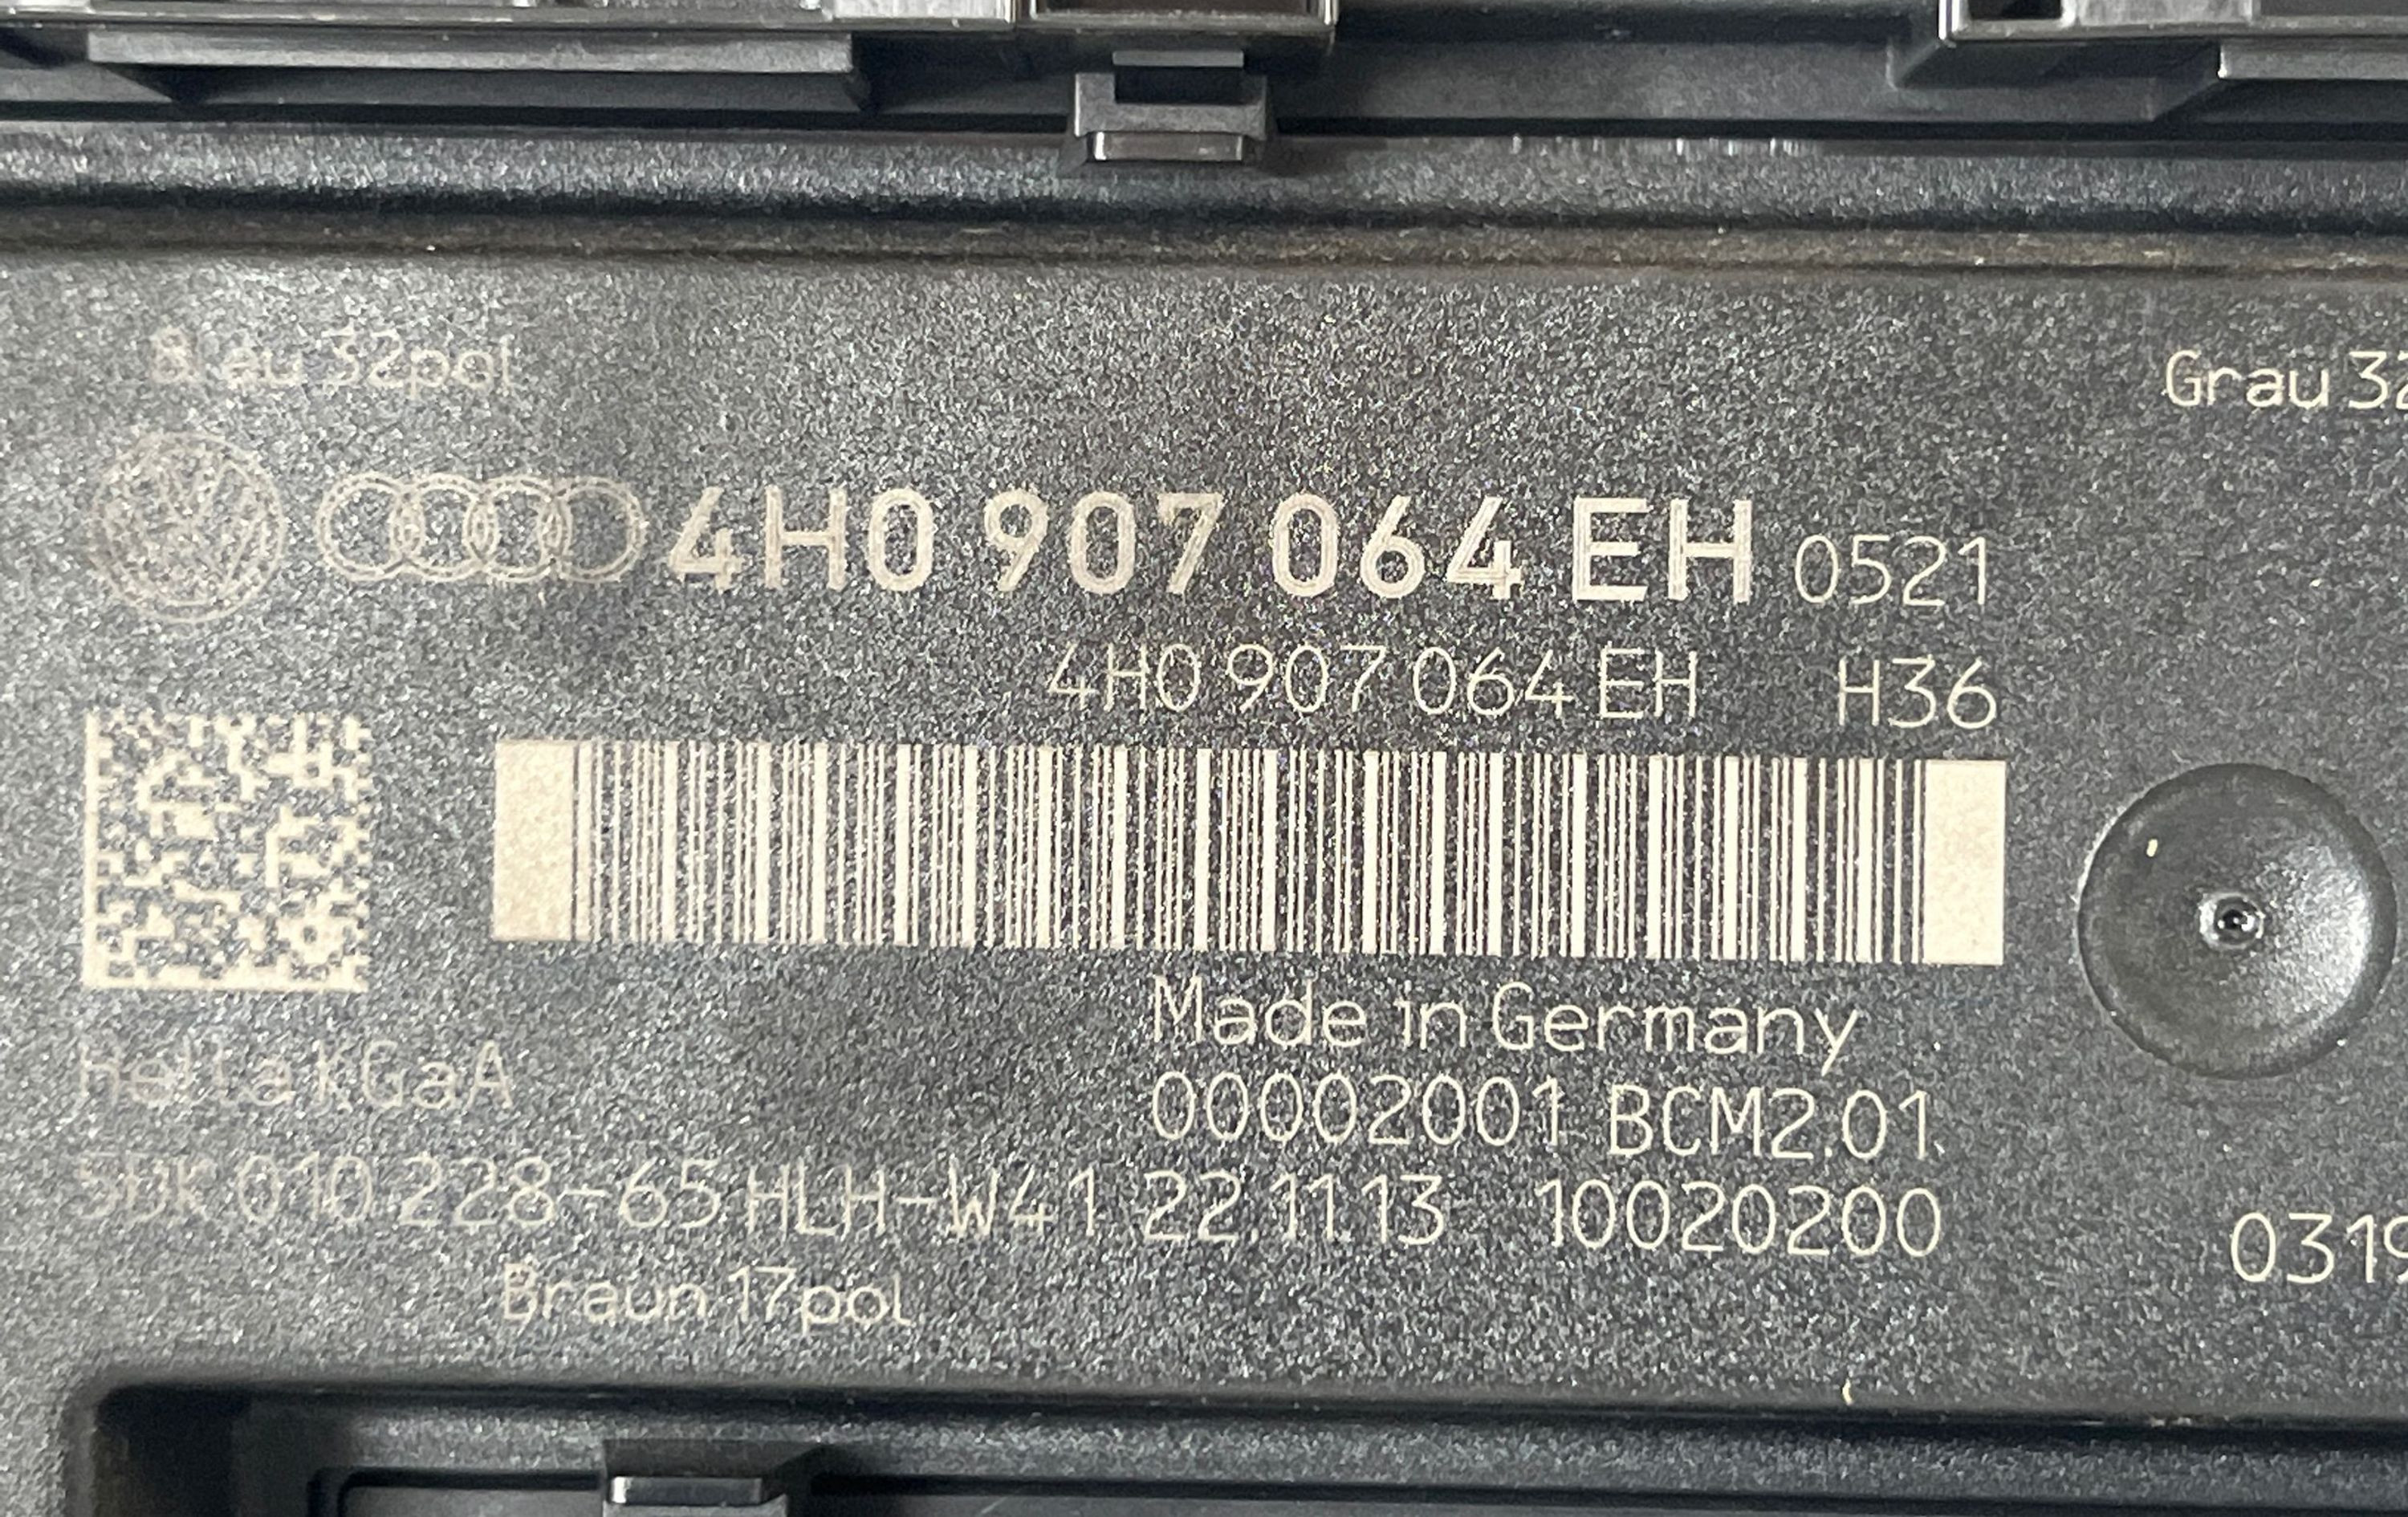 Blau 32pol
Grau 32
4H0 907 064 EH 0521
4H0 907 064 EH H36
Made in Germany
Hella KGaA
00002001 BCM2.01.
5DK 010 228-65 HLH-W41 22.11.13 10020200
0319
Braun 17pol